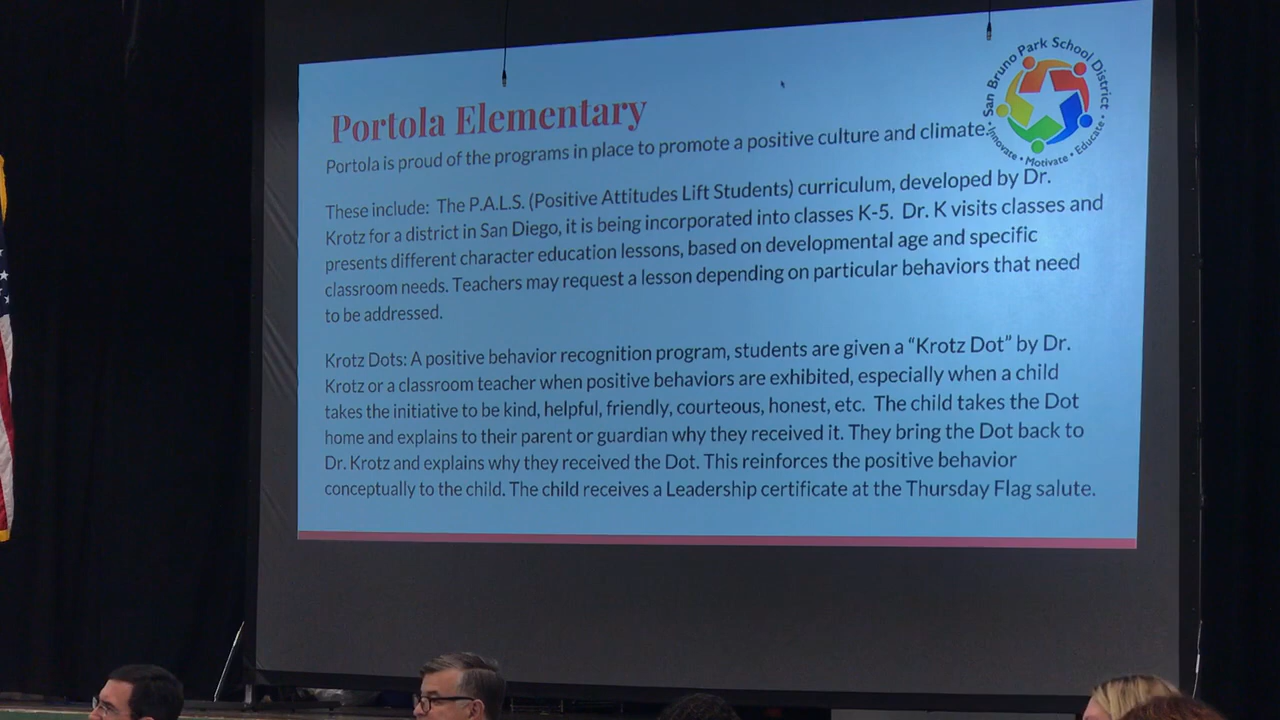 Portola Elementary
Portola is proud of the programs in place to promote a positive culture and climate.
San Bruno Park School District
• Innovate • Motivate • Educate •
These include:  The P.A.L.S. (Positive Attitudes Lift Students) curriculum, developed by Dr.
Krotz for a district in San Diego, it is being incorporated into classes K-5.  Dr. K visits classes and
presents different character education lessons, based on developmental age and specific
classroom needs. Teachers may request a lesson depending on particular behaviors that need
to be addressed.
Krotz Dots: A positive behavior recognition program, students are given a “Krotz Dot” by Dr.
Krotz or a classroom teacher when positive behaviors are exhibited, especially when a child
takes the initiative to be kind, helpful, friendly, courteous, honest, etc.  The child takes the Dot
home and explains to their parent or guardian why they received it. They bring the Dot back to
Dr. Krotz and explains why they received the Dot. This reinforces the positive behavior
conceptually to the child. The child receives a Leadership certificate at the Thursday Flag salute.